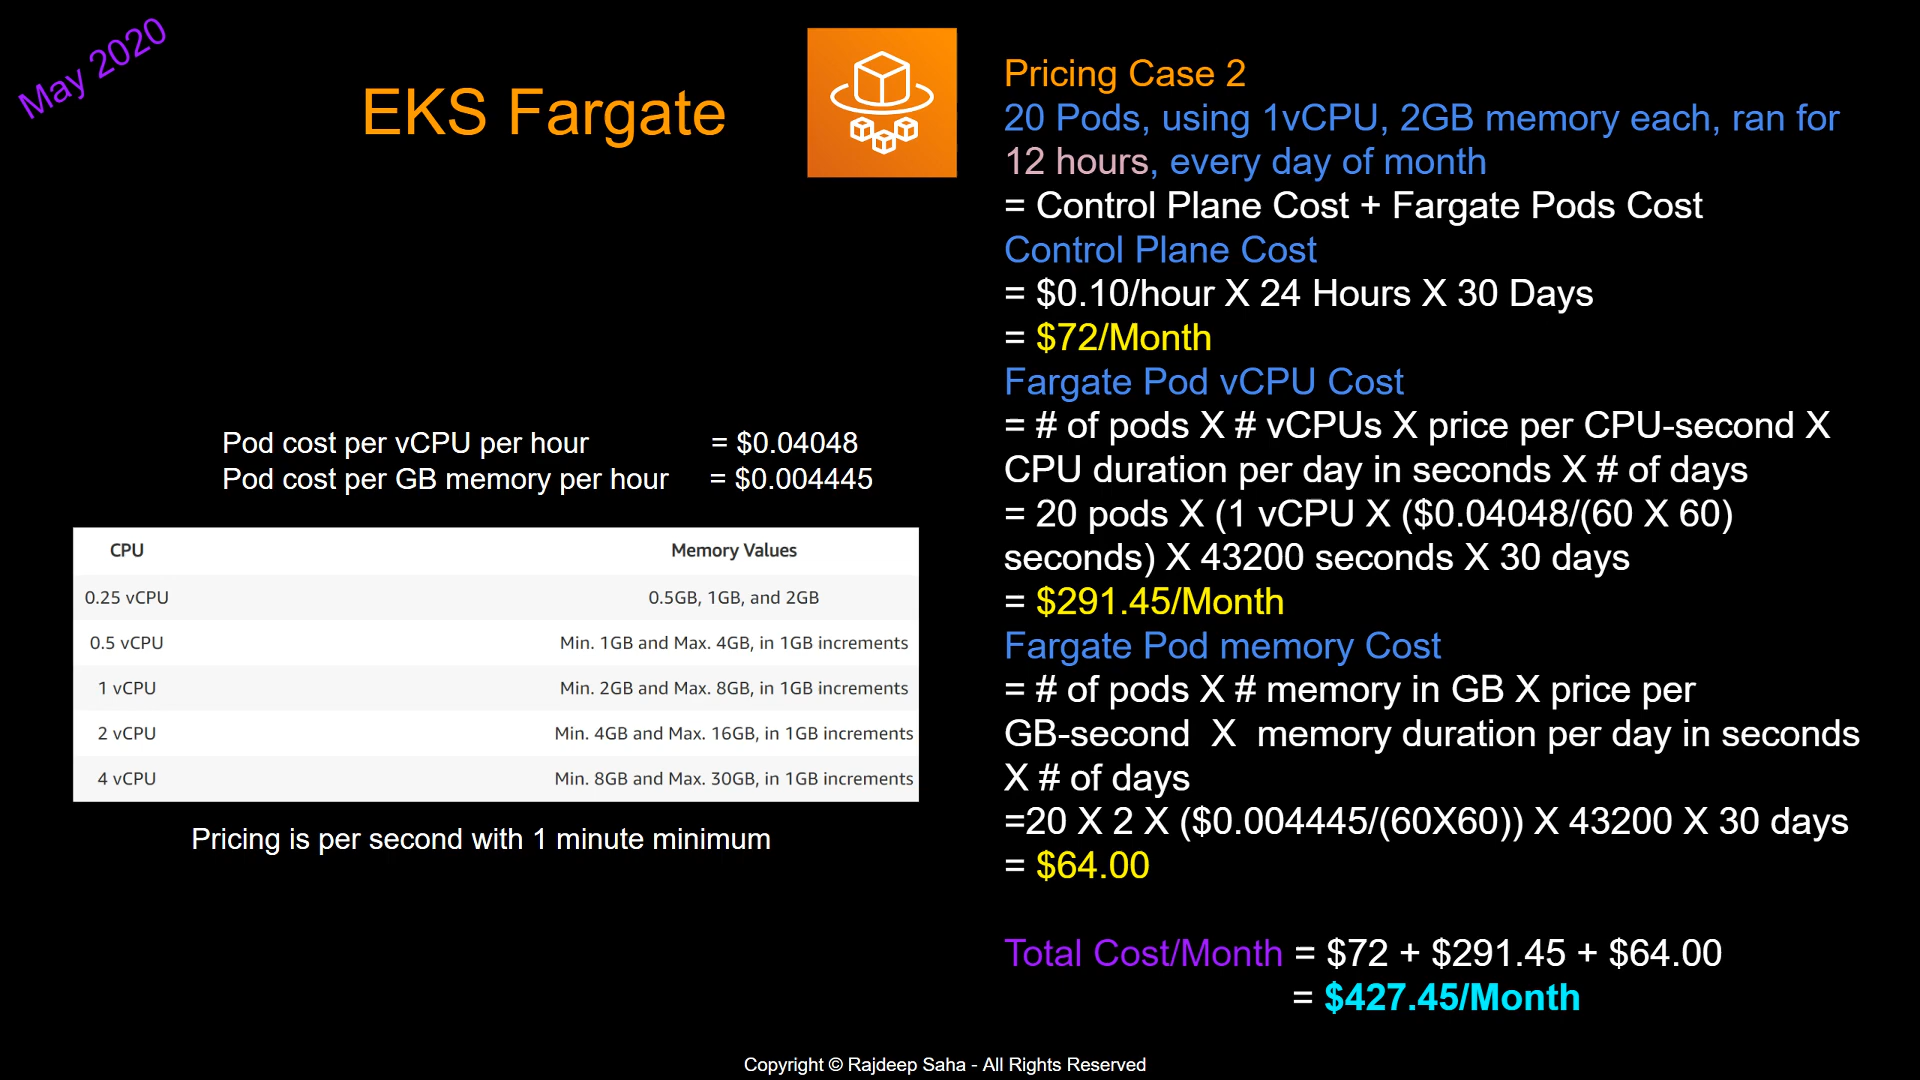 May 2020
EKS Fargate
Pod cost per vCPU per hour = $0.04048
Pod cost per GB memory per hour = $0.004445
CPU Memory Values
0.25 vCPU 0.5GB, 1GB, and 2GB
0.5 vCPU Min. 1GB and Max. 4GB, in 1GB increments
1 vCPU Min. 2GB and Max. 8GB, in 1GB increments
2 vCPU Min. 4GB and Max. 16GB, in 1GB increments
4 vCPU Min. 8GB and Max. 30GB, in 1GB increments
Pricing is per second with 1 minute minimum
Pricing Case 2
20 Pods, using 1vCPU, 2GB memory each, ran for
12 hours, every day of month
= Control Plane Cost + Fargate Pods Cost
Control Plane Cost
= $0.10/hour X 24 Hours X 30 Days
= $72/Month
Fargate Pod vCPU Cost
= # of pods X # vCPUs X price per CPU-second X
CPU duration per day in seconds X # of days
= 20 pods X (1 vCPU X ($0.04048/(60 X 60)
seconds) X 43200 seconds X 30 days
= $291.45/Month
Fargate Pod memory Cost
= # of pods X # memory in GB X price per
GB-second X memory duration per day in seconds
X # of days
=20 X 2 X ($0.004445/(60X60)) X 43200 X 30 days
= $64.00
Total Cost/Month = $72 + $291.45 + $64.00
= $427.45/Month
Copyright © Rajdeep Saha - All Rights Reserved